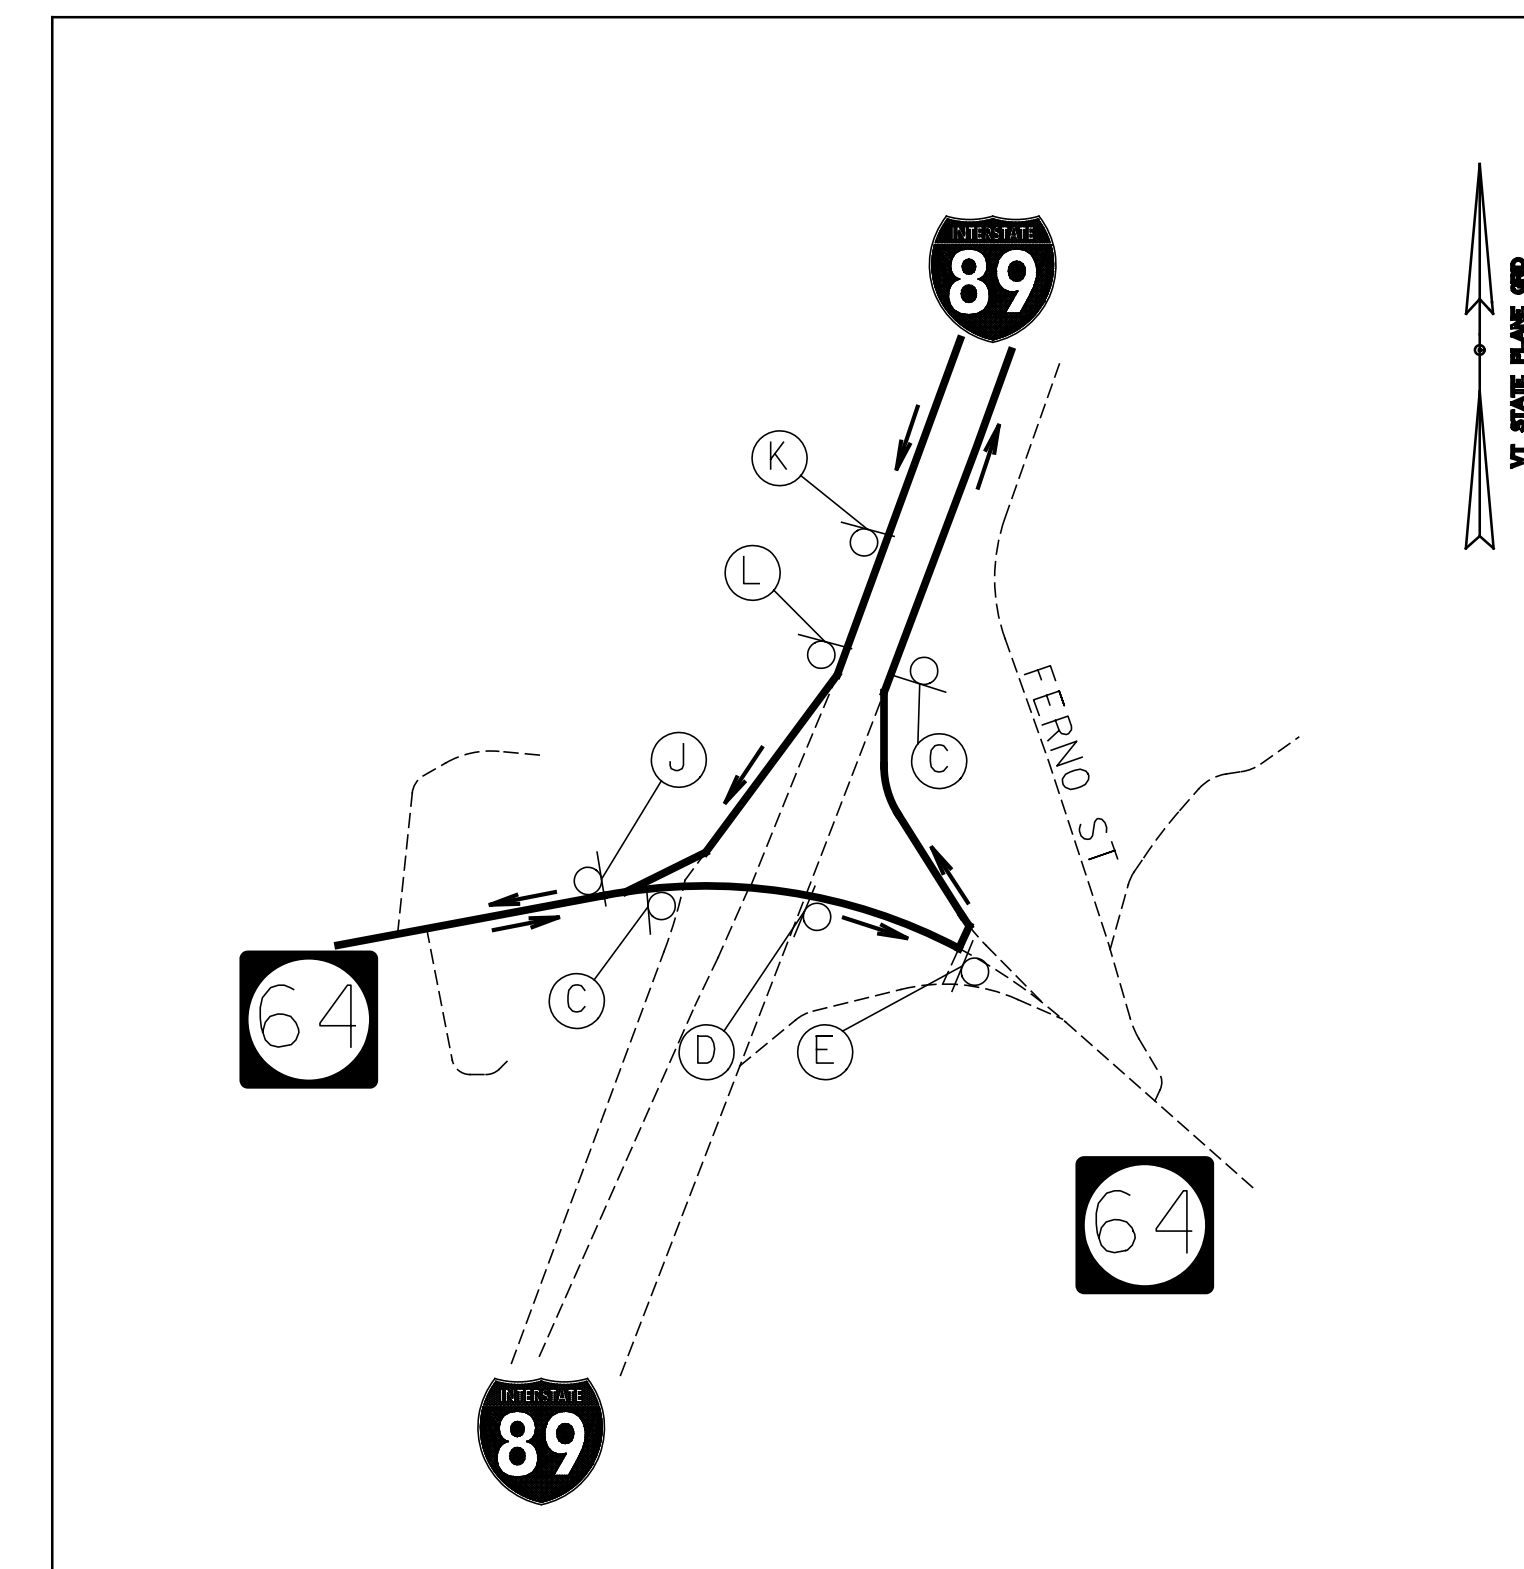 INTERSTATE
89
VT STATE PLANE GRID
K
L
FERNO ST
J
C
C
64
D
E
64
INTERSTATE
89